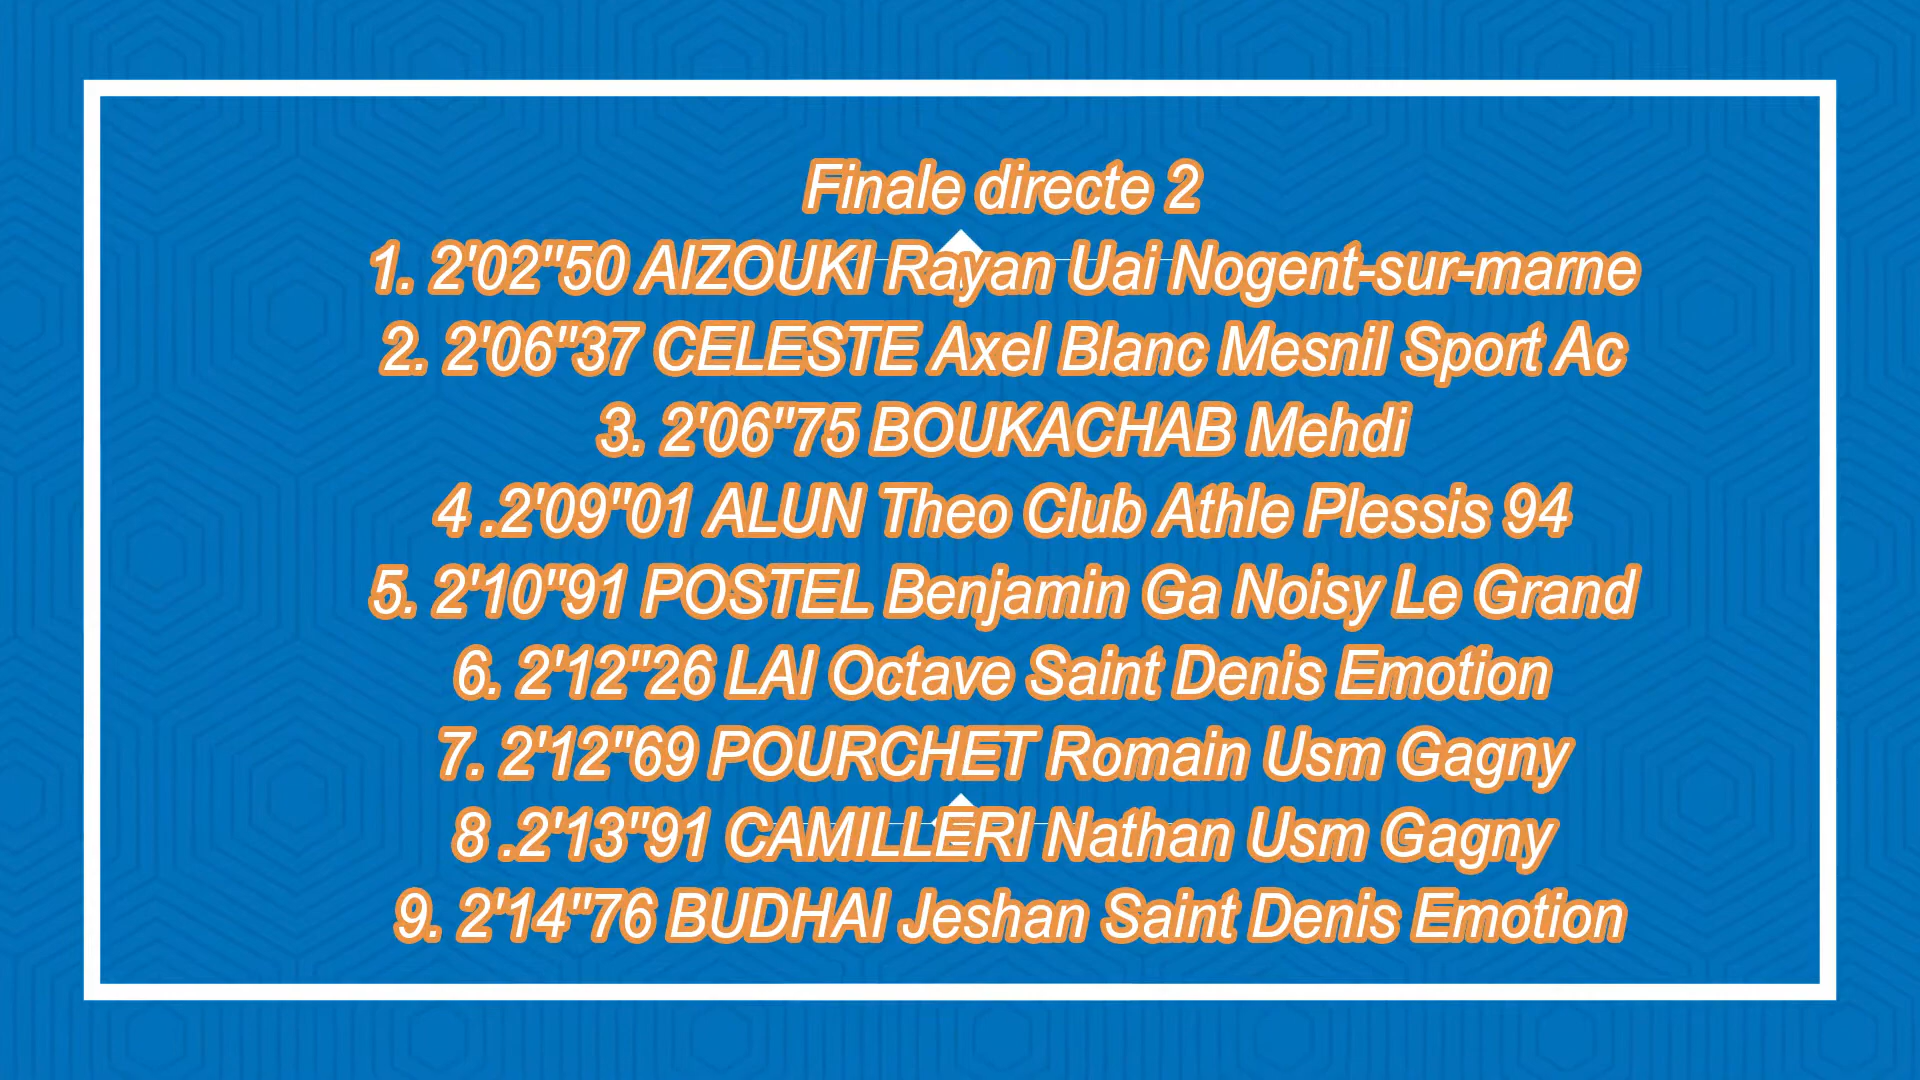 Finale directe 2
1. 2'02"50 AIZOUKI Rayan Uai Nogent-sur-marne
2. 2'06"37 CELESTE Axel Blanc Mesnil Sport Ac
3. 2'06"75 BOUKACHAB Mehdi
4 .2'09"01 ALUN Theo Club Athle Plessis 94
5. 2'10"91 POSTEL Benjamin Ga Noisy Le Grand
6. 2'12"26 LAI Octave Saint Denis Emotion
7. 2'12"69 POURCHET Romain Usm Gagny
8 .2'13"91 CAMILLERI Nathan Usm Gagny
9. 2'14"76 BUDHAI Jeshan Saint Denis Emotion